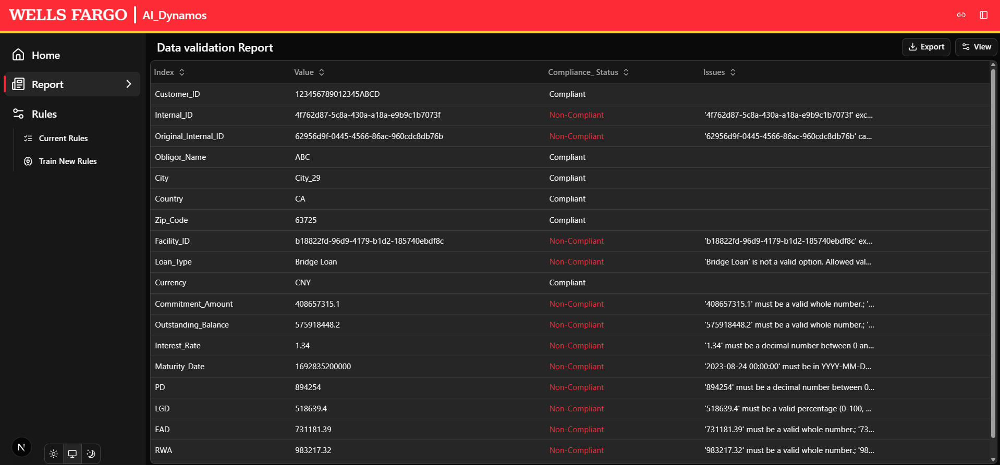 WELLS FARGO | AI_Dynamos
Home
Report
Rules
Current Rules
Train New Rules
N
Data validation Report
Export View
Index Value Compliance_ Status Issues
Customer_ID 123456789012345ABCD Compliant
Internal_ID 4f762d87-5c8a-430a-a18a-e9b9c1b7073f Non-Compliant '4f762d87-5c8a-430a-a18a-e9b9c1b7073f' exc...
Original_Internal_ID 62956d9f-0445-4566-86ac-960cdc8db76b Non-Compliant '62956d9f-0445-4566-86ac-960cdc8db76b' ca...
Obligor_Name ABC Compliant
City City_29 Compliant
Country CA Compliant
Zip_Code 63725 Compliant
Facility_ID b18822fd-96d9-4179-b1d2-185740ebdf8c Non-Compliant 'b18822fd-96d9-4179-b1d2-185740ebdf8c' ex...
Loan_Type Bridge Loan Non-Compliant 'Bridge Loan' is not a valid option. Allowed val...
Currency CNY Compliant
Commitment_Amount 408657315.1 Non-Compliant '408657315.1' must be a valid whole number.; '...
Outstanding_Balance 575918448.2 Non-Compliant '575918448.2' must be a valid whole number.; '...
Interest_Rate 1.34 Non-Compliant '1.34' must be a decimal number between 0 an...
Maturity_Date 1692835200000 Non-Compliant '2023-08-24 00:00:00' must be in YYYY-MM-D...
PD 894254 Non-Compliant '894254' must be a decimal number between 0...
LGD 518639.4 Non-Compliant '518639.4' must be a valid percentage (0-100, ...
EAD 731181.39 Non-Compliant '731181.39' must be a valid whole number.; '73...
RWA 983217.32 Non-Compliant '983217.32' must be a valid whole number.; '98...